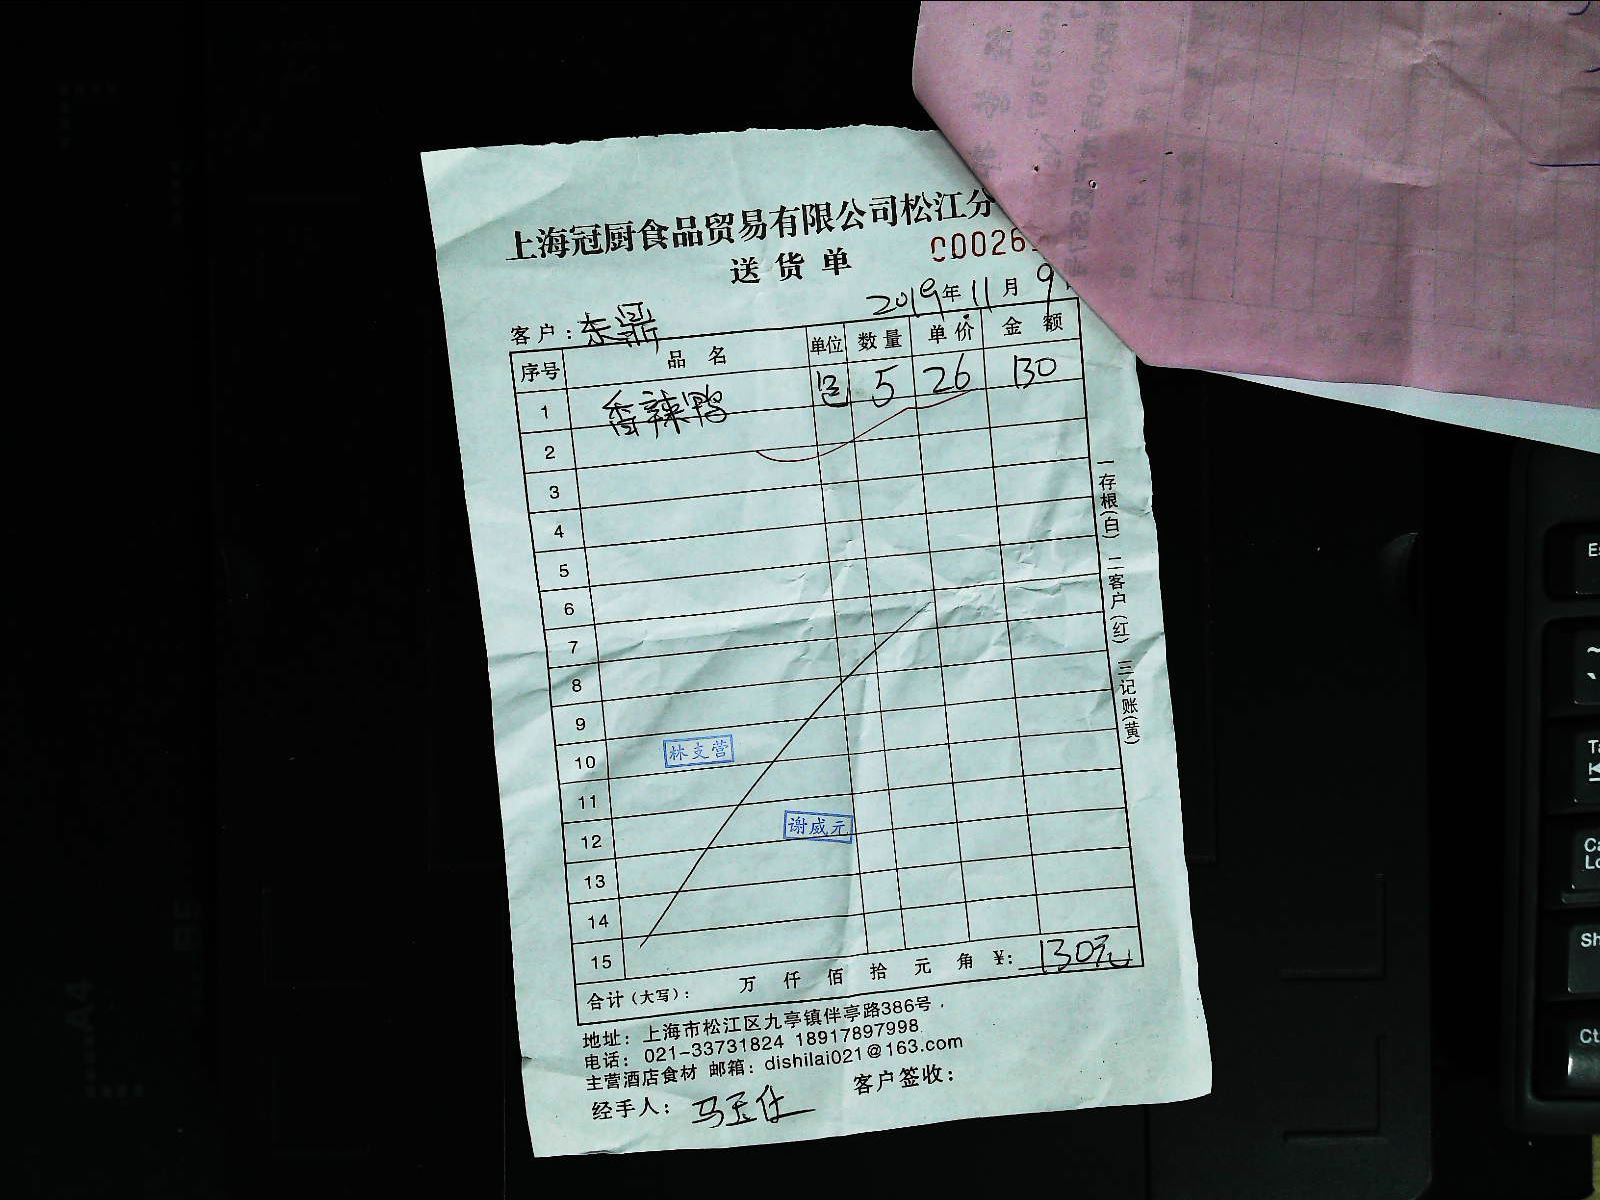 上海冠厨食品贸易有限公司松江分
送货单
00026
2019年11月9
客户：东鼎
序号 品名 单位 数量 单价 金额
1 香辣鸭 包 5 26 130
2
3
4
5
6
7
8
9
10 林支营
11
12 谢威元
13
14
15
合计（大写）： 万 仟 佰 拾 元 角 ¥：130元
地址：上海市松江区九亭镇伴亭路386号
电话：021-33731824 18917897998
主营酒店食材 邮箱：dishilai021@163.com
经手人：马玉仕 客户签收：
一存根(白) 二客户(红) 三记账(黄)
A4
B5